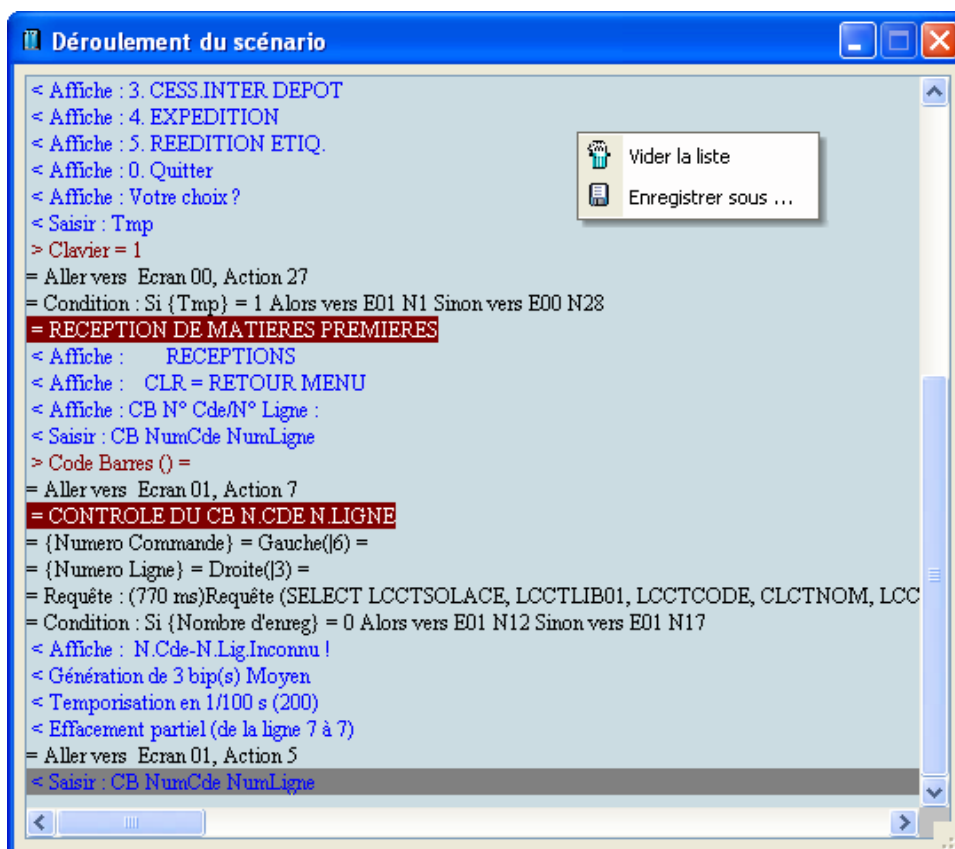 Déroulement du scénario
< Affiche : 3. CESS.INTER DEPOT
< Affiche : 4. EXPEDITION
< Affiche : 5. REEDITION ETIQ.
< Affiche : 0. Quitter
< Affiche : Votre choix ?
< Saisir : Tmp
> Clavier = 1
= Aller vers  Ecran 00, Action 27
= Condition : Si {Tmp} = 1 Alors vers E01 N1 Sinon vers E00 N28
= RECEPTION DE MATIERES PREMIERES
< Affiche :       RECEPTIONS
< Affiche :   CLR = RETOUR MENU
< Affiche : CB N° Cde/N° Ligne :
< Saisir : CB NumCde NumLigne
> Code Barres () =
= Aller vers  Ecran 01, Action 7
= CONTROLE DU CB N.CDE N.LIGNE
= {Numero Commande} = Gauche(|6) =
= {Numero Ligne} = Droite(|3) =
= Requête : (770 ms)Requête (SELECT LCCTSOLACE, LCCTLIB01, LCCTCODE, CLCTNOM, LCC
= Condition : Si {Nombre d'enreg} = 0 Alors vers E01 N12 Sinon vers E01 N17
< Affiche :  N.Cde-N.Lig.Inconnu !
< Génération de 3 bip(s) Moyen
< Temporisation en 1/100 s (200)
< Effacement partiel (de la ligne 7 à 7)
= Aller vers  Ecran 01, Action 5
< Saisir : CB NumCde NumLigne
Vider la liste
Enregistrer sous ...